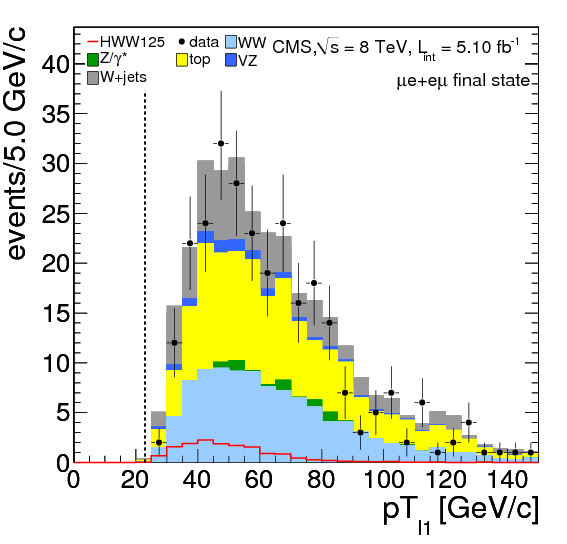 HWW125 data WW
Z/γ* top VZ
W+jets
CMS,√s = 8 TeV, L_int = 5.10 fb⁻¹
μe+eμ final state
events/5.0 GeV/c
40
35
30
25
20
15
10
5
0
0 20 40 60 80 100 120 140
pT_l1 [GeV/c]